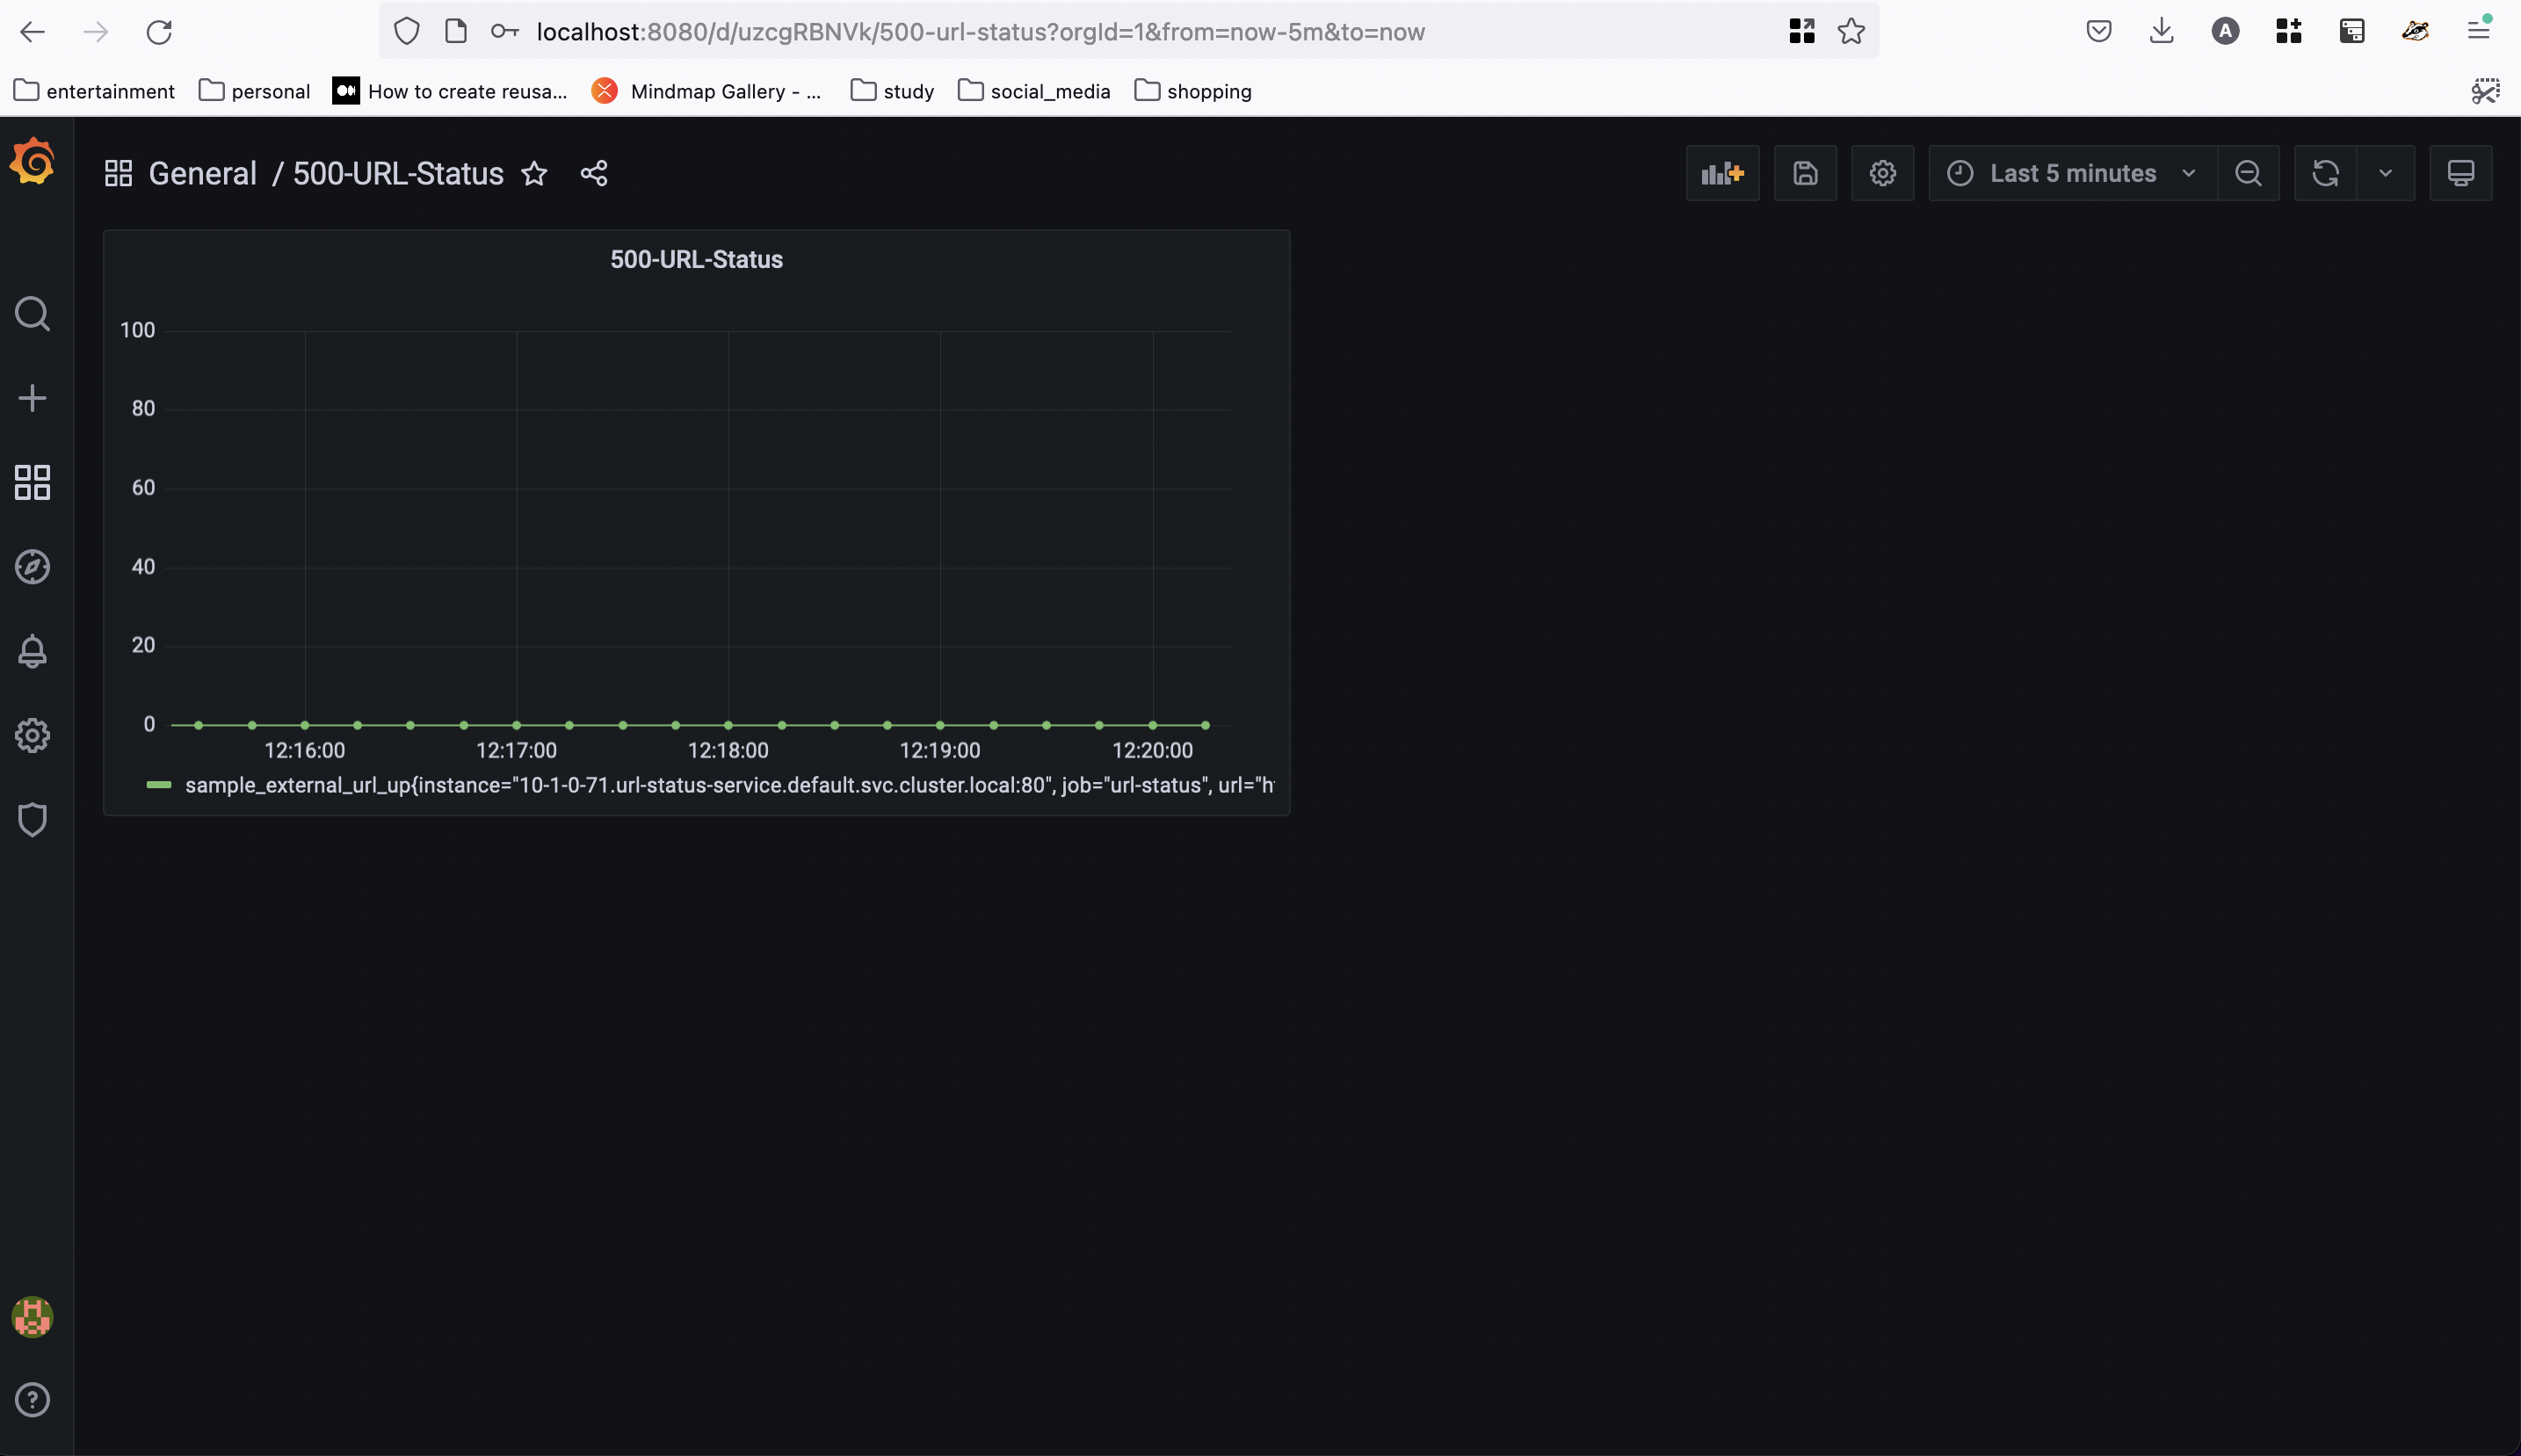 localhost:8080/d/uzcgRBNVk/500-url-status?orgId=1&from=now-5m&to=now
A
entertainment personal How to create reusa... Mindmap Gallery - ... study social_media shopping
General / 500-URL-Status
Last 5 minutes
500-URL-Status
100
80
60
40
20
0
12:16:00 12:17:00 12:18:00 12:19:00 12:20:00
sample_external_url_up{instance="10-1-0-71.url-status-service.default.svc.cluster.local:80", job="url-status", url="h
?